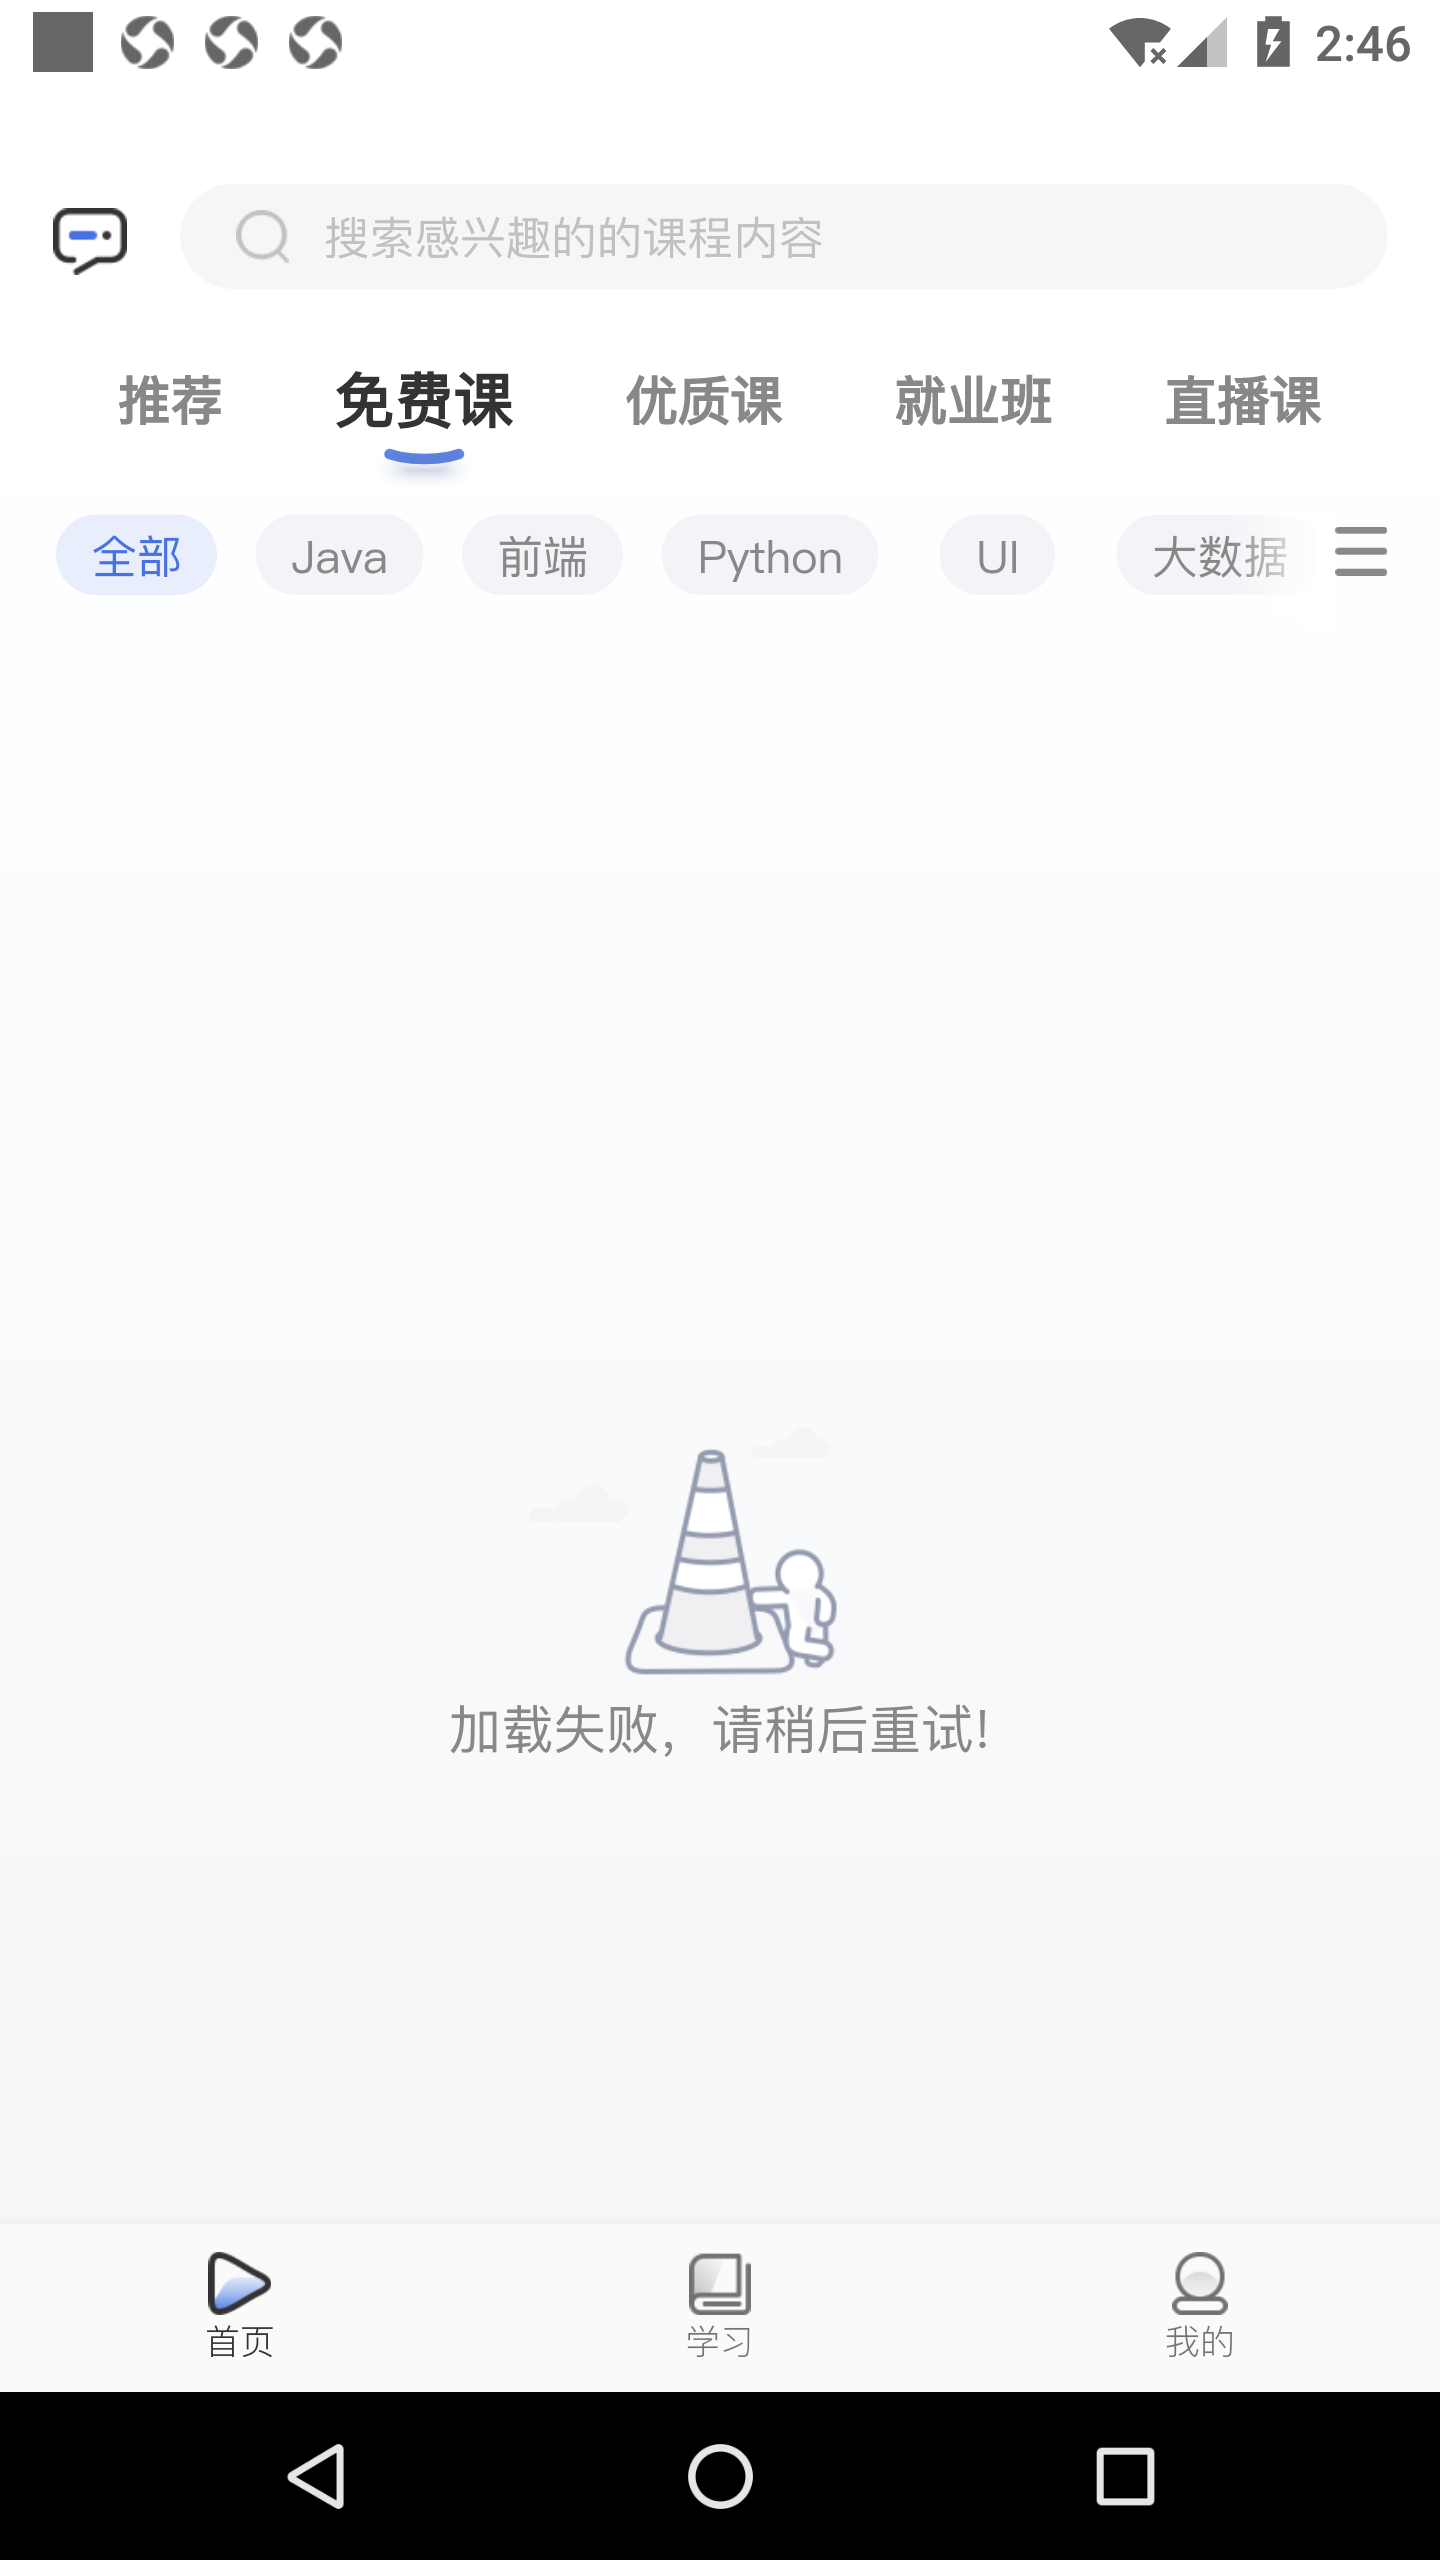 2:46
搜索感兴趣的的课程内容
推荐 免费课 优质课 就业班 直播课
全部 Java 前端 Python UI 大数据
加载失败，请稍后重试!
首页 学习 我的